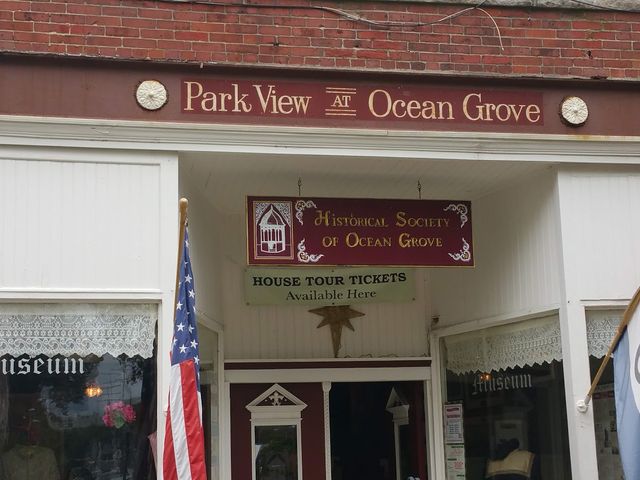 Park View AT Ocean Grove
Historical Society
of Ocean Grove
HOUSE TOUR TICKETS
Available Here
Museum
Museum